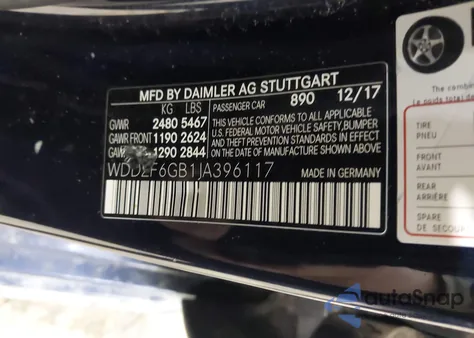 MFD BY DAIMLER AG STUTTGART
KG LBS PASSENGER CAR 890 12/17
GVWR 2480 5467
GAWR FRONT 1190 2624
1290 2844
THIS VEHICLE CONFORMS TO ALL APPLICABLE
U.S. FEDERAL MOTOR VEHICLE SAFETY, BUMPER
AND THEFT PREVENTION STANDARDS IN EFFECT
ON THE DATE OF MANUFACTURE SHOWN ABOVE.
MADE IN GERMANY
TIRE
PNEU
REAR
ARRIÈRE
SPARE
DE SECOURS
autoSnap